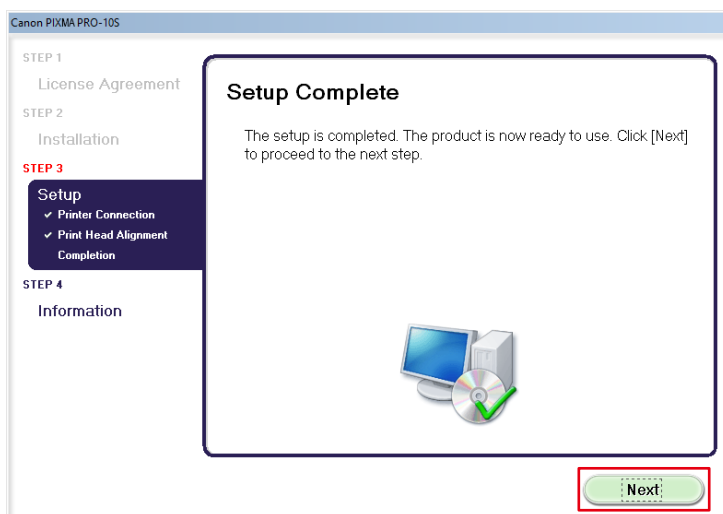 Canon PIXMA PRO-10S
STEP 1
License Agreement
STEP 2
Installation
STEP 3
Setup
Printer Connection
Print Head Alignment
Completion
STEP 4
Information
Setup Complete
The setup is completed. The product is now ready to use. Click [Next]
to proceed to the next step.
Next